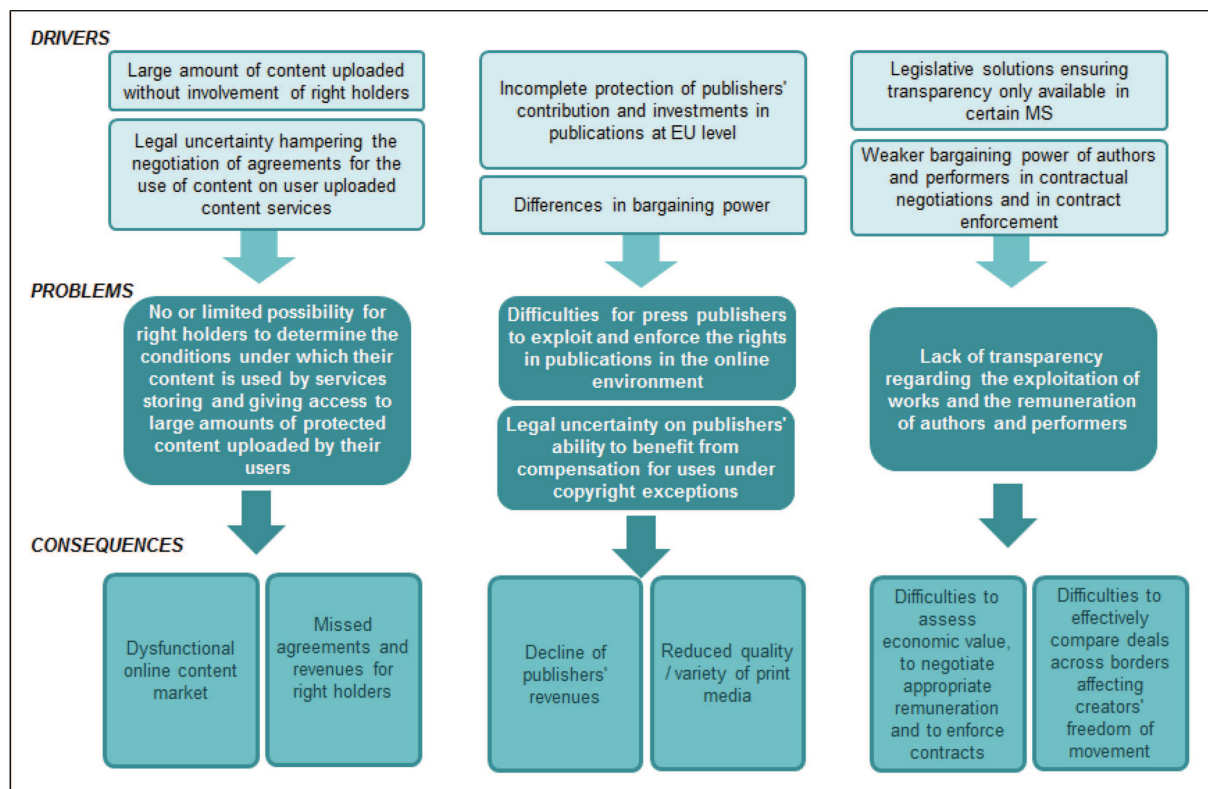 DRIVERS
Large amount of content uploaded
without involvement of right holders
Legal uncertainty hampering the
negotiation of agreements for the
use of content on user uploaded
content services
Incomplete protection of publishers'
contribution and investments in
publications at EU level
Differences in bargaining power
Legislative solutions ensuring
transparency only available in
certain MS
Weaker bargaining power of authors
and performers in contractual
negotiations and in contract
enforcement
PROBLEMS
No or limited possibility for
right holders to determine the
conditions under which their
content is used by services
storing and giving access to
large amounts of protected
content uploaded by their
users
Difficulties for press publishers
to exploit and enforce the rights
in publications in the online
environment
Legal uncertainty on publishers'
ability to benefit from
compensation for uses under
copyright exceptions
Lack of transparency
regarding the exploitation of
works and the remuneration
of authors and performers
CONSEQUENCES
Dysfunctional
online content
market
Missed
agreements and
revenues for
right holders
Decline of
publishers'
revenues
Reduced quality
/ variety of print
media
Difficulties to
assess
economic value,
to negotiate
appropriate
remuneration
and to enforce
contracts
Difficulties to
effectively
compare deals
across borders
affecting
creators'
freedom of
movement